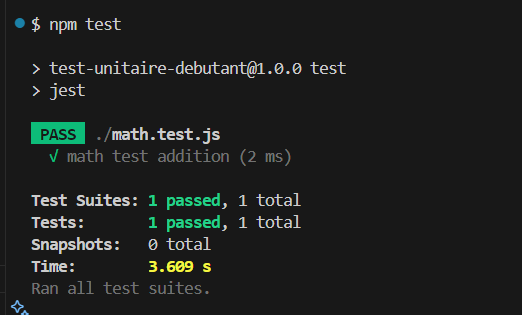 $ npm test
> test-unitaire-debutant@1.0.0 test
> jest
PASS ./math.test.js
√ math test addition (2 ms)
Test Suites: 1 passed, 1 total
Tests: 1 passed, 1 total
Snapshots: 0 total
Time: 3.609 s
Ran all test suites.